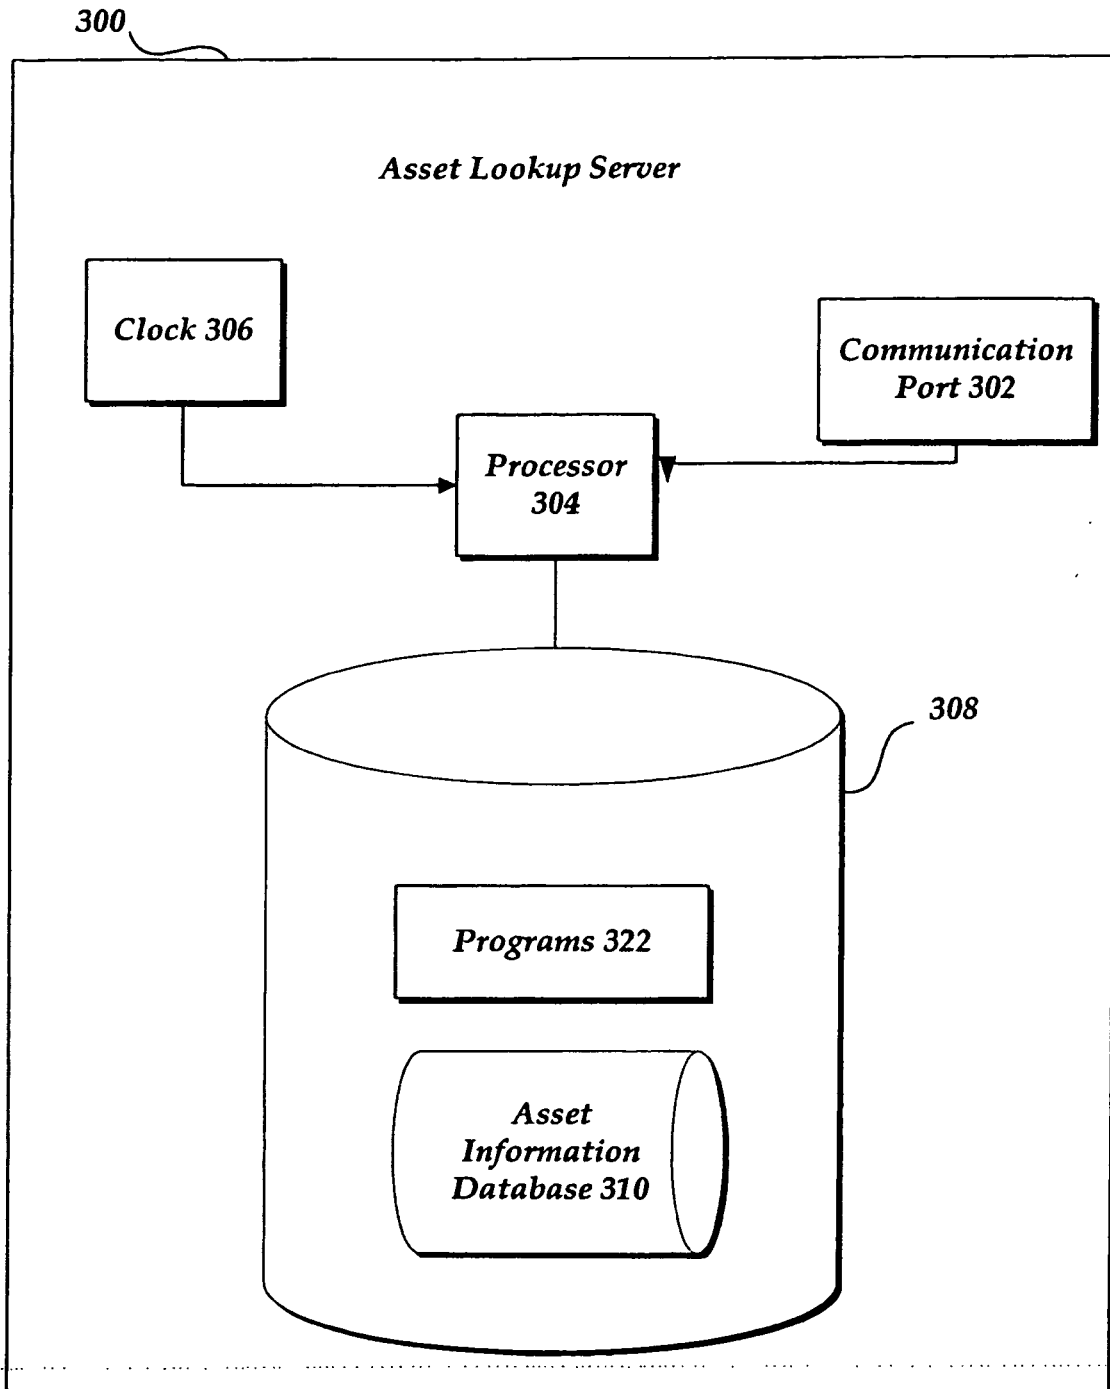 300
Asset Lookup Server
Clock 306
Communication
Port 302
Processor
304
308
Programs 322
Asset
Information
Database 310